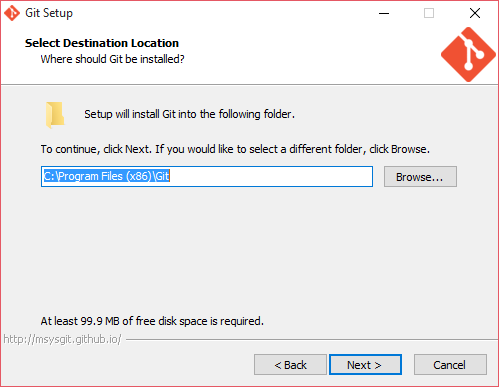 Git Setup
Select Destination Location
Where should Git be installed?
Setup will install Git into the following folder.
To continue, click Next. If you would like to select a different folder, click Browse.
C:\Program Files (x86)\Git
Browse...
At least 99.9 MB of free disk space is required.
http://msysgit.github.io/
< Back
Next >
Cancel